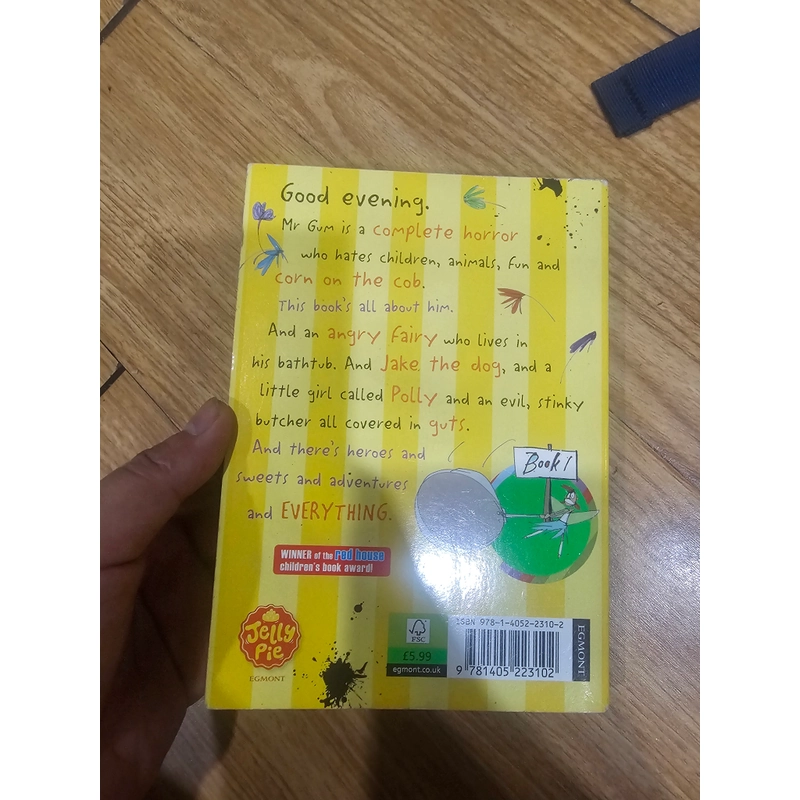 Good evening.
Mr Gum is a complete horror
who hates children, animals, fun and
corn on the cob.
This book's all about him.
And an angry fairy who lives in
his bathtub. And Jake the dog, and a
little girl called Polly and an evil, stinky
butcher all covered in guts.
And there's heroes and
sweets and adventures
and EVERYTHING.
Book 1
WINNER of the red house
children's book award!
Jelly
Pie
EGMONT
FSC
£5.99
egmont.co.uk
ISBN 978-1-4052-2310-2
9 781405 223102
EGMONT